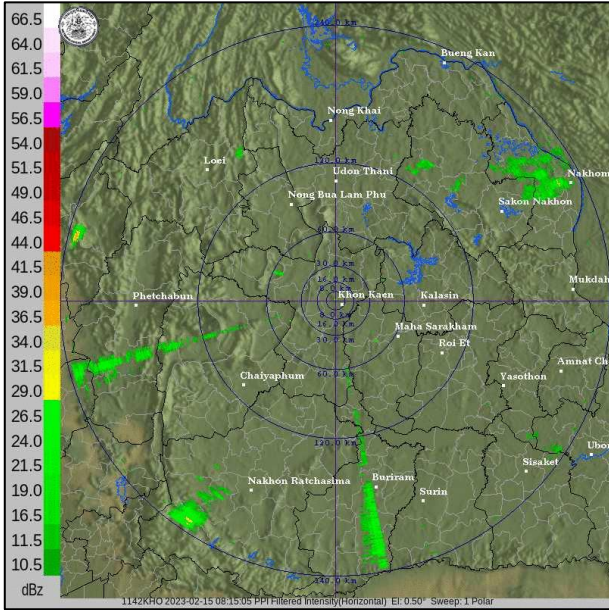 66.5
64.0
61.5
59.0
56.5
54.0
51.5
49.0
46.5
44.0
41.5
39.0
36.5
34.0
31.5
29.0
26.5
24.0
21.5
19.0
16.5
15.5
13.0
10.5
dBz
240.0 km
Bueng Kan
Nong Khai
Loei
Udon Thani
Nakhom
Nong Bua Lam Phu
Sakon Nakhon
Mukdah
Phetchabun
Khon Kaen
Kalasin
Maha Sarakham
Roi Et
Amnat Ch
Chaiyaphum
Yasothon
120.0 km
Ubor
Sisaket
Nakhon Ratchasima
Buriram
Surin
1142KHO 2023-02-15 08:15:05 PPI Filtered Intensity(Horizontal) El: 0.50° Sweep: 1 Polar